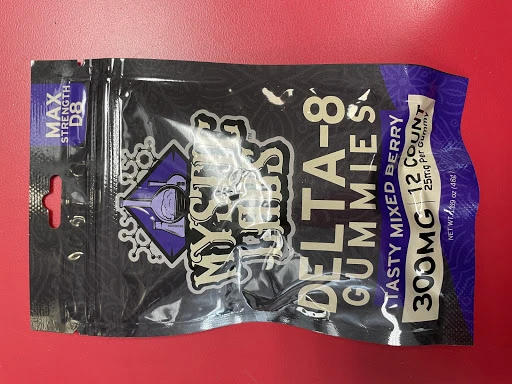 MAX
STRENGTH
D8
MYSTIC
LABS
DELTA-8
GUMMIES
TASTY MIXED BERRY
300MG 12 COUNT
25mg Per Gummy